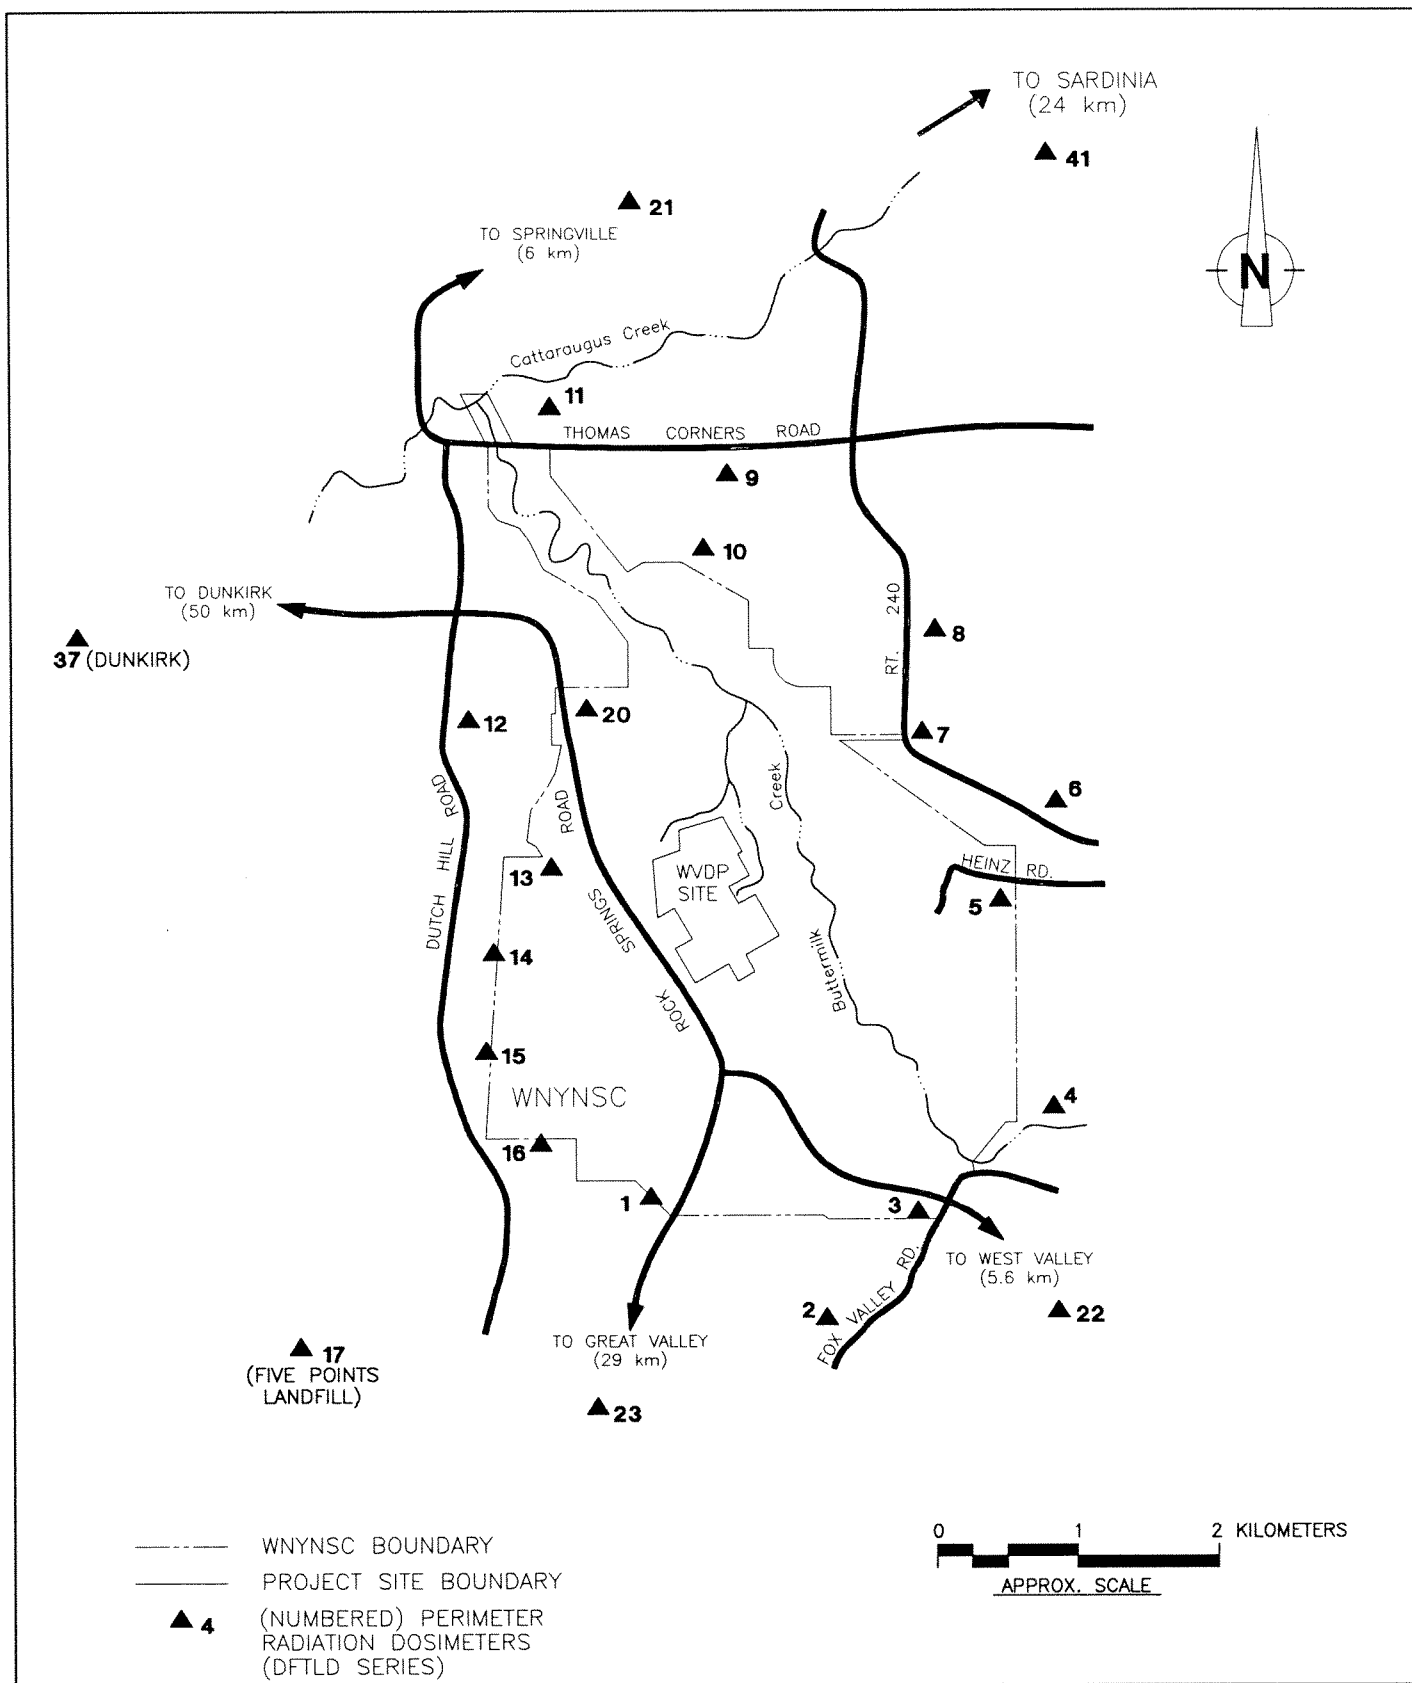 TO SARDINIA
(24 km)
41
21
TO SPRINGVILLE
(6 km)
N
Cattaraugus Creek
11
THOMAS CORNERS ROAD
9
10
TO DUNKIRK
(50 km)
RT. 240
8
37 (DUNKIRK)
12
20
7
6
DUTCH HILL ROAD
ROCK SPRINGS ROAD
Buttermilk Creek
WVDP
SITE
HEINZ RD.
13
5
14
15
WNYNSC
4
16
1
3
TO WEST VALLEY
(5.6 km)
FOX VALLEY RD.
2
22
TO GREAT VALLEY
(29 km)
17
(FIVE POINTS
LANDFILL)
23
WNYNSC BOUNDARY
PROJECT SITE BOUNDARY
4 (NUMBERED) PERIMETER
RADIATION DOSIMETERS
(DFTLD SERIES)
0 1 2 KILOMETERS
APPROX. SCALE